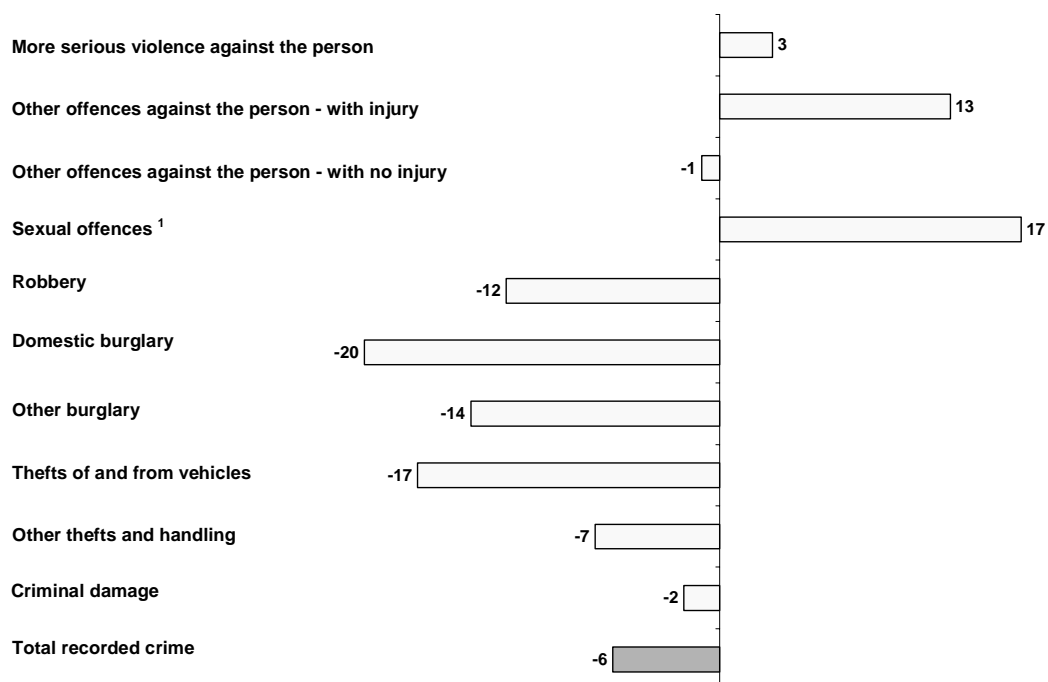 More serious violence against the person 3
Other offences against the person - with injury 13
Other offences against the person - with no injury -1
Sexual offences 1 17
Robbery -12
Domestic burglary -20
Other burglary -14
Thefts of and from vehicles -17
Other thefts and handling -7
Criminal damage -2
Total recorded crime -6